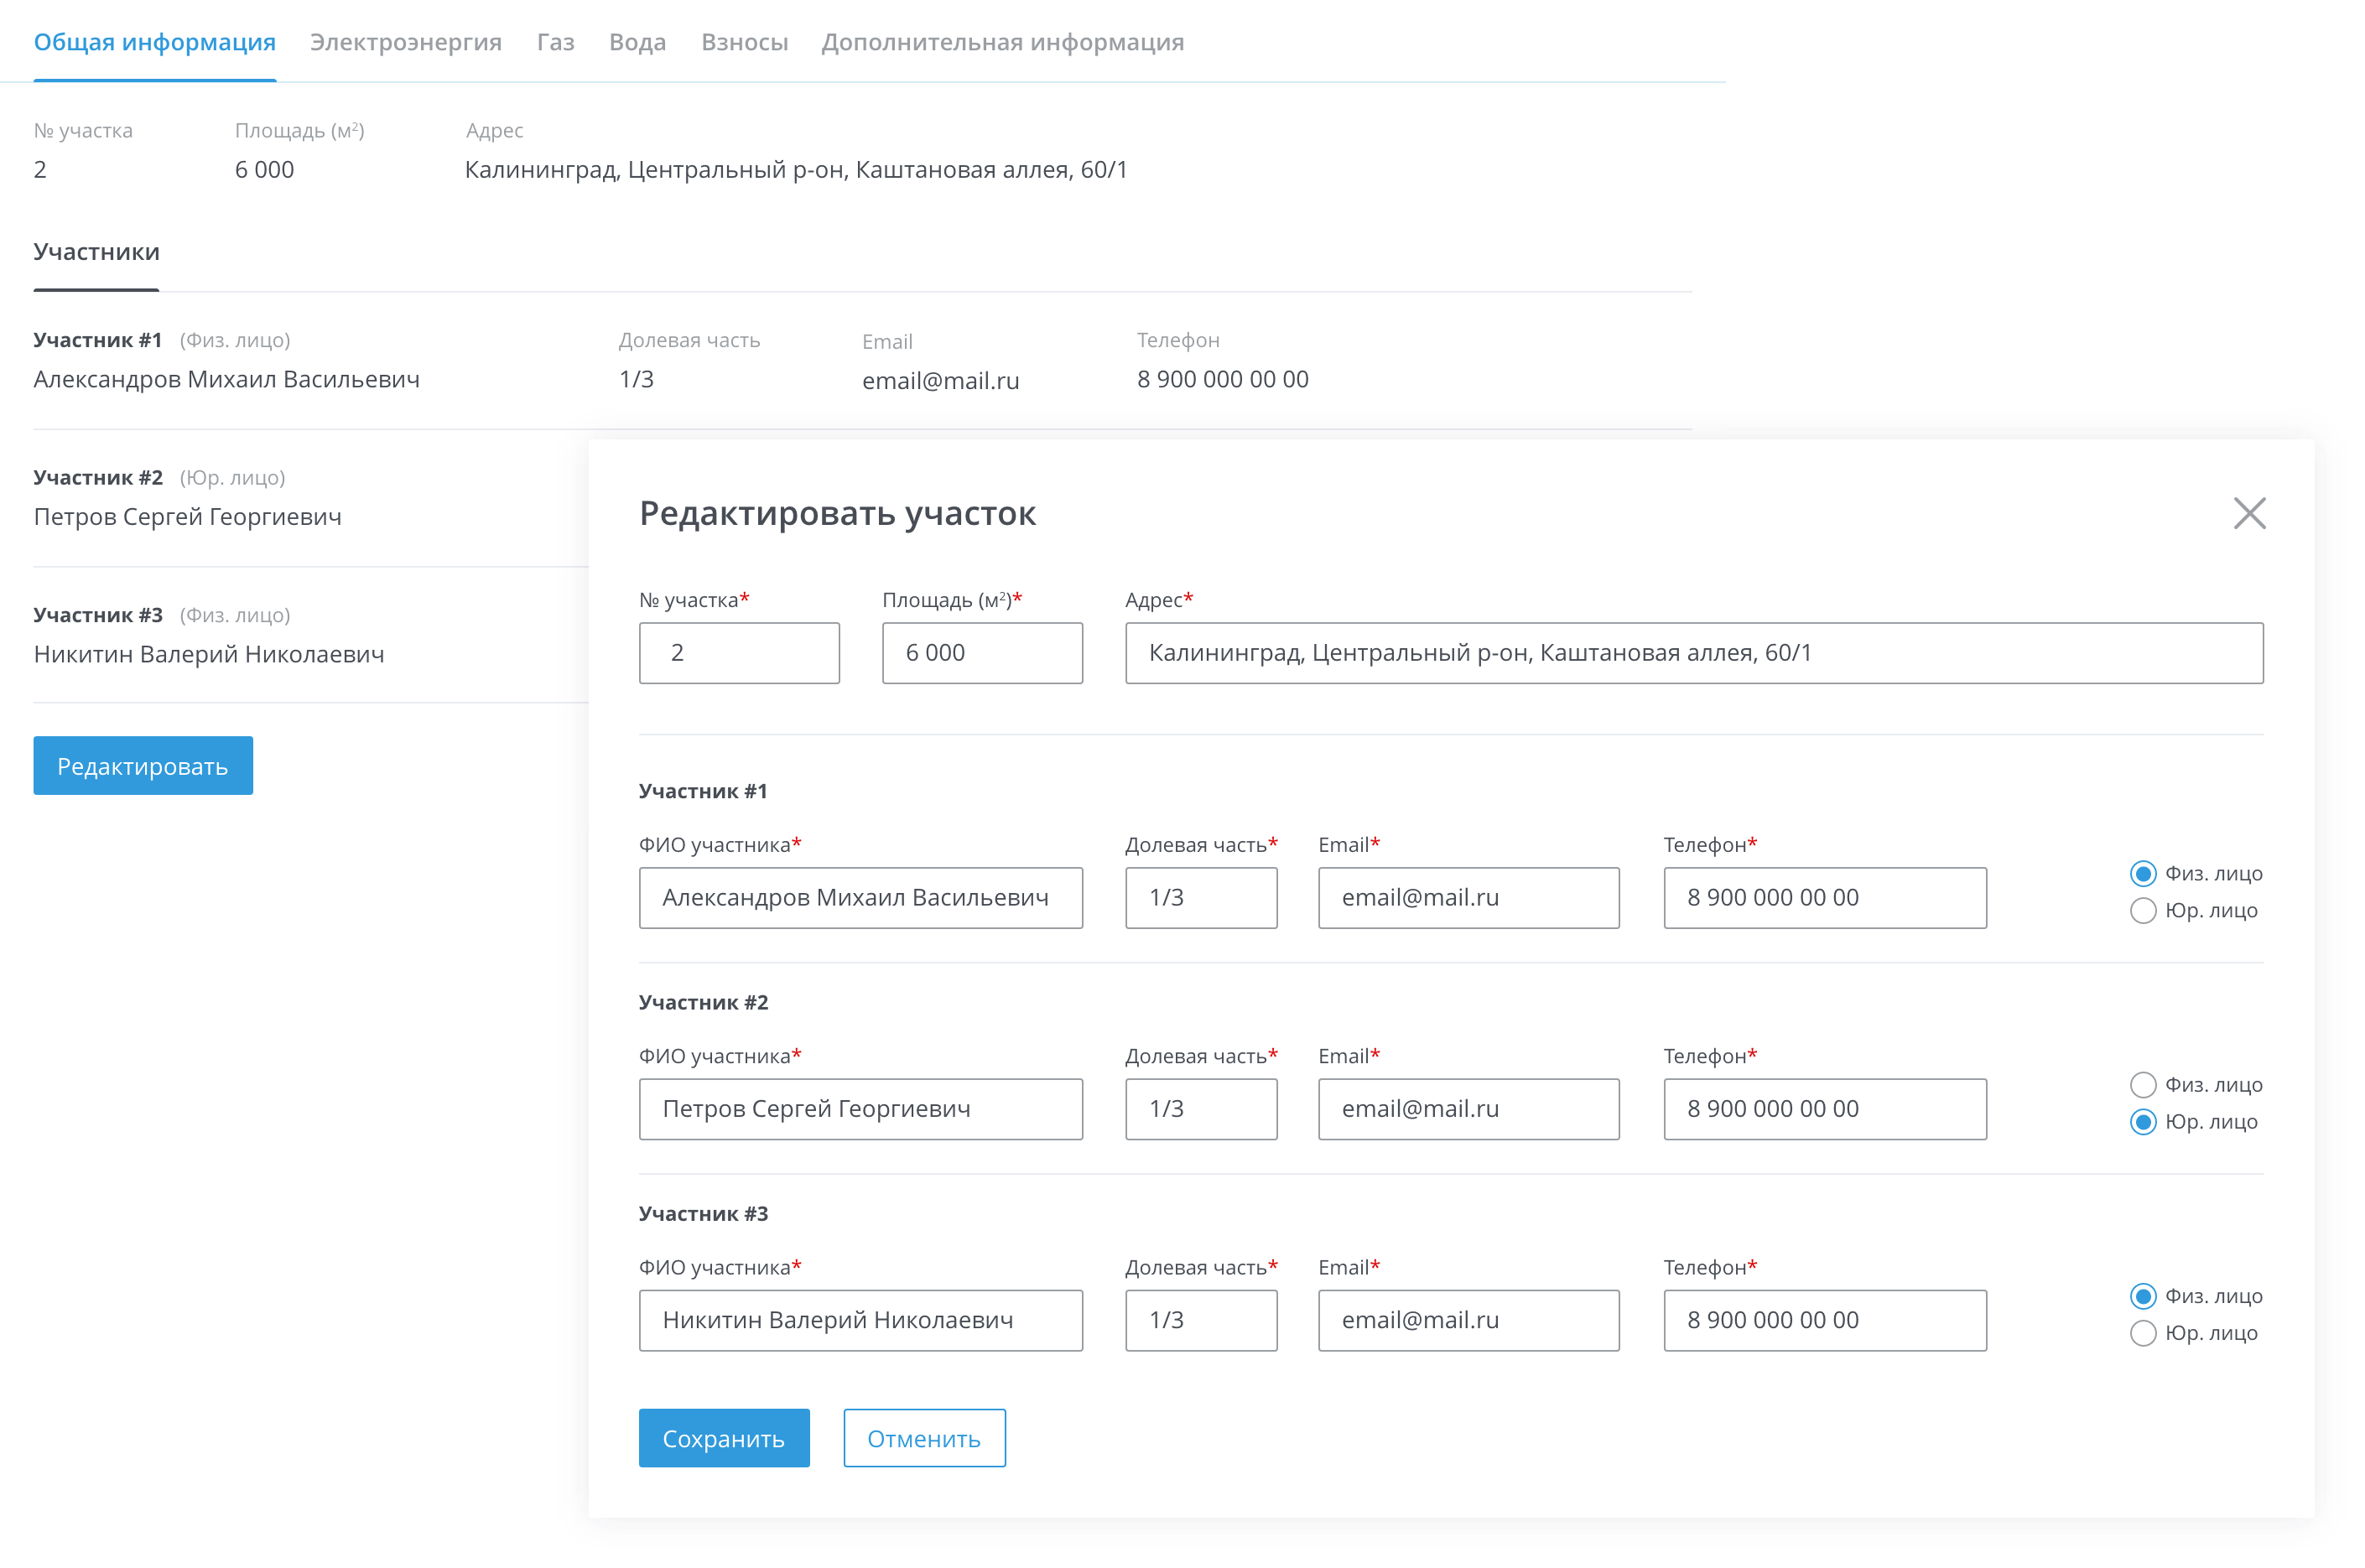 Общая информация Электроэнергия Газ Вода Взносы Дополнительная информация
№ участка Площадь (м²) Адрес
2 6 000 Калининград, Центральный р-он, Каштановая аллея, 60/1
Участники
Участник #1 (Физ. лицо) Долевая часть Email Телефон
Александров Михаил Васильевич 1/3 email@mail.ru 8 900 000 00 00
Участник #2 (Юр. лицо)
Петров Сергей Георгиевич
Участник #3 (Физ. лицо)
Никитин Валерий Николаевич
Редактировать
Редактировать участок
№ участка* Площадь (м²)* Адрес*
2 6 000 Калининград, Центральный р-он, Каштановая аллея, 60/1
Участник #1
ФИО участника* Долевая часть* Email* Телефон*
Александров Михаил Васильевич 1/3 email@mail.ru 8 900 000 00 00
Физ. лицо
Юр. лицо
Участник #2
ФИО участника* Долевая часть* Email* Телефон*
Петров Сергей Георгиевич 1/3 email@mail.ru 8 900 000 00 00
Физ. лицо
Юр. лицо
Участник #3
ФИО участника* Долевая часть* Email* Телефон*
Никитин Валерий Николаевич 1/3 email@mail.ru 8 900 000 00 00
Физ. лицо
Юр. лицо
Сохранить Отменить